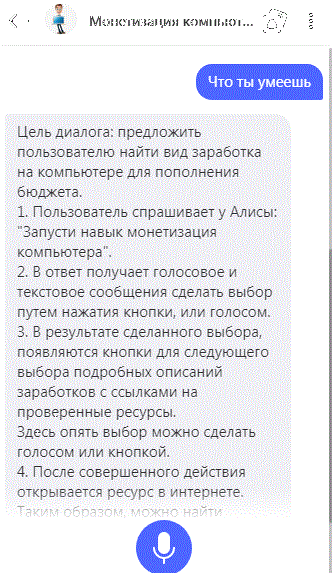 Монетизация компьют...
Что ты умеешь
Цель диалога: предложить
пользователю найти вид заработка
на компьютере для пополнения
бюджета.
1. Пользователь спрашивает у Алисы:
"Запусти навык монетизация
компьютера".
2. В ответ получает голосовое и
текстовое сообщения сделать выбор
путем нажатия кнопки, или голосом.
3. В результате сделанного выбора,
появляются кнопки для следующего
выбора подробных описаний
заработков с ссылками на
проверенные ресурсы.
Здесь опять выбор можно сделать
голосом или кнопкой.
4. После совершенного действия
открывается ресурс в интернете.
Таким образом, можно найти